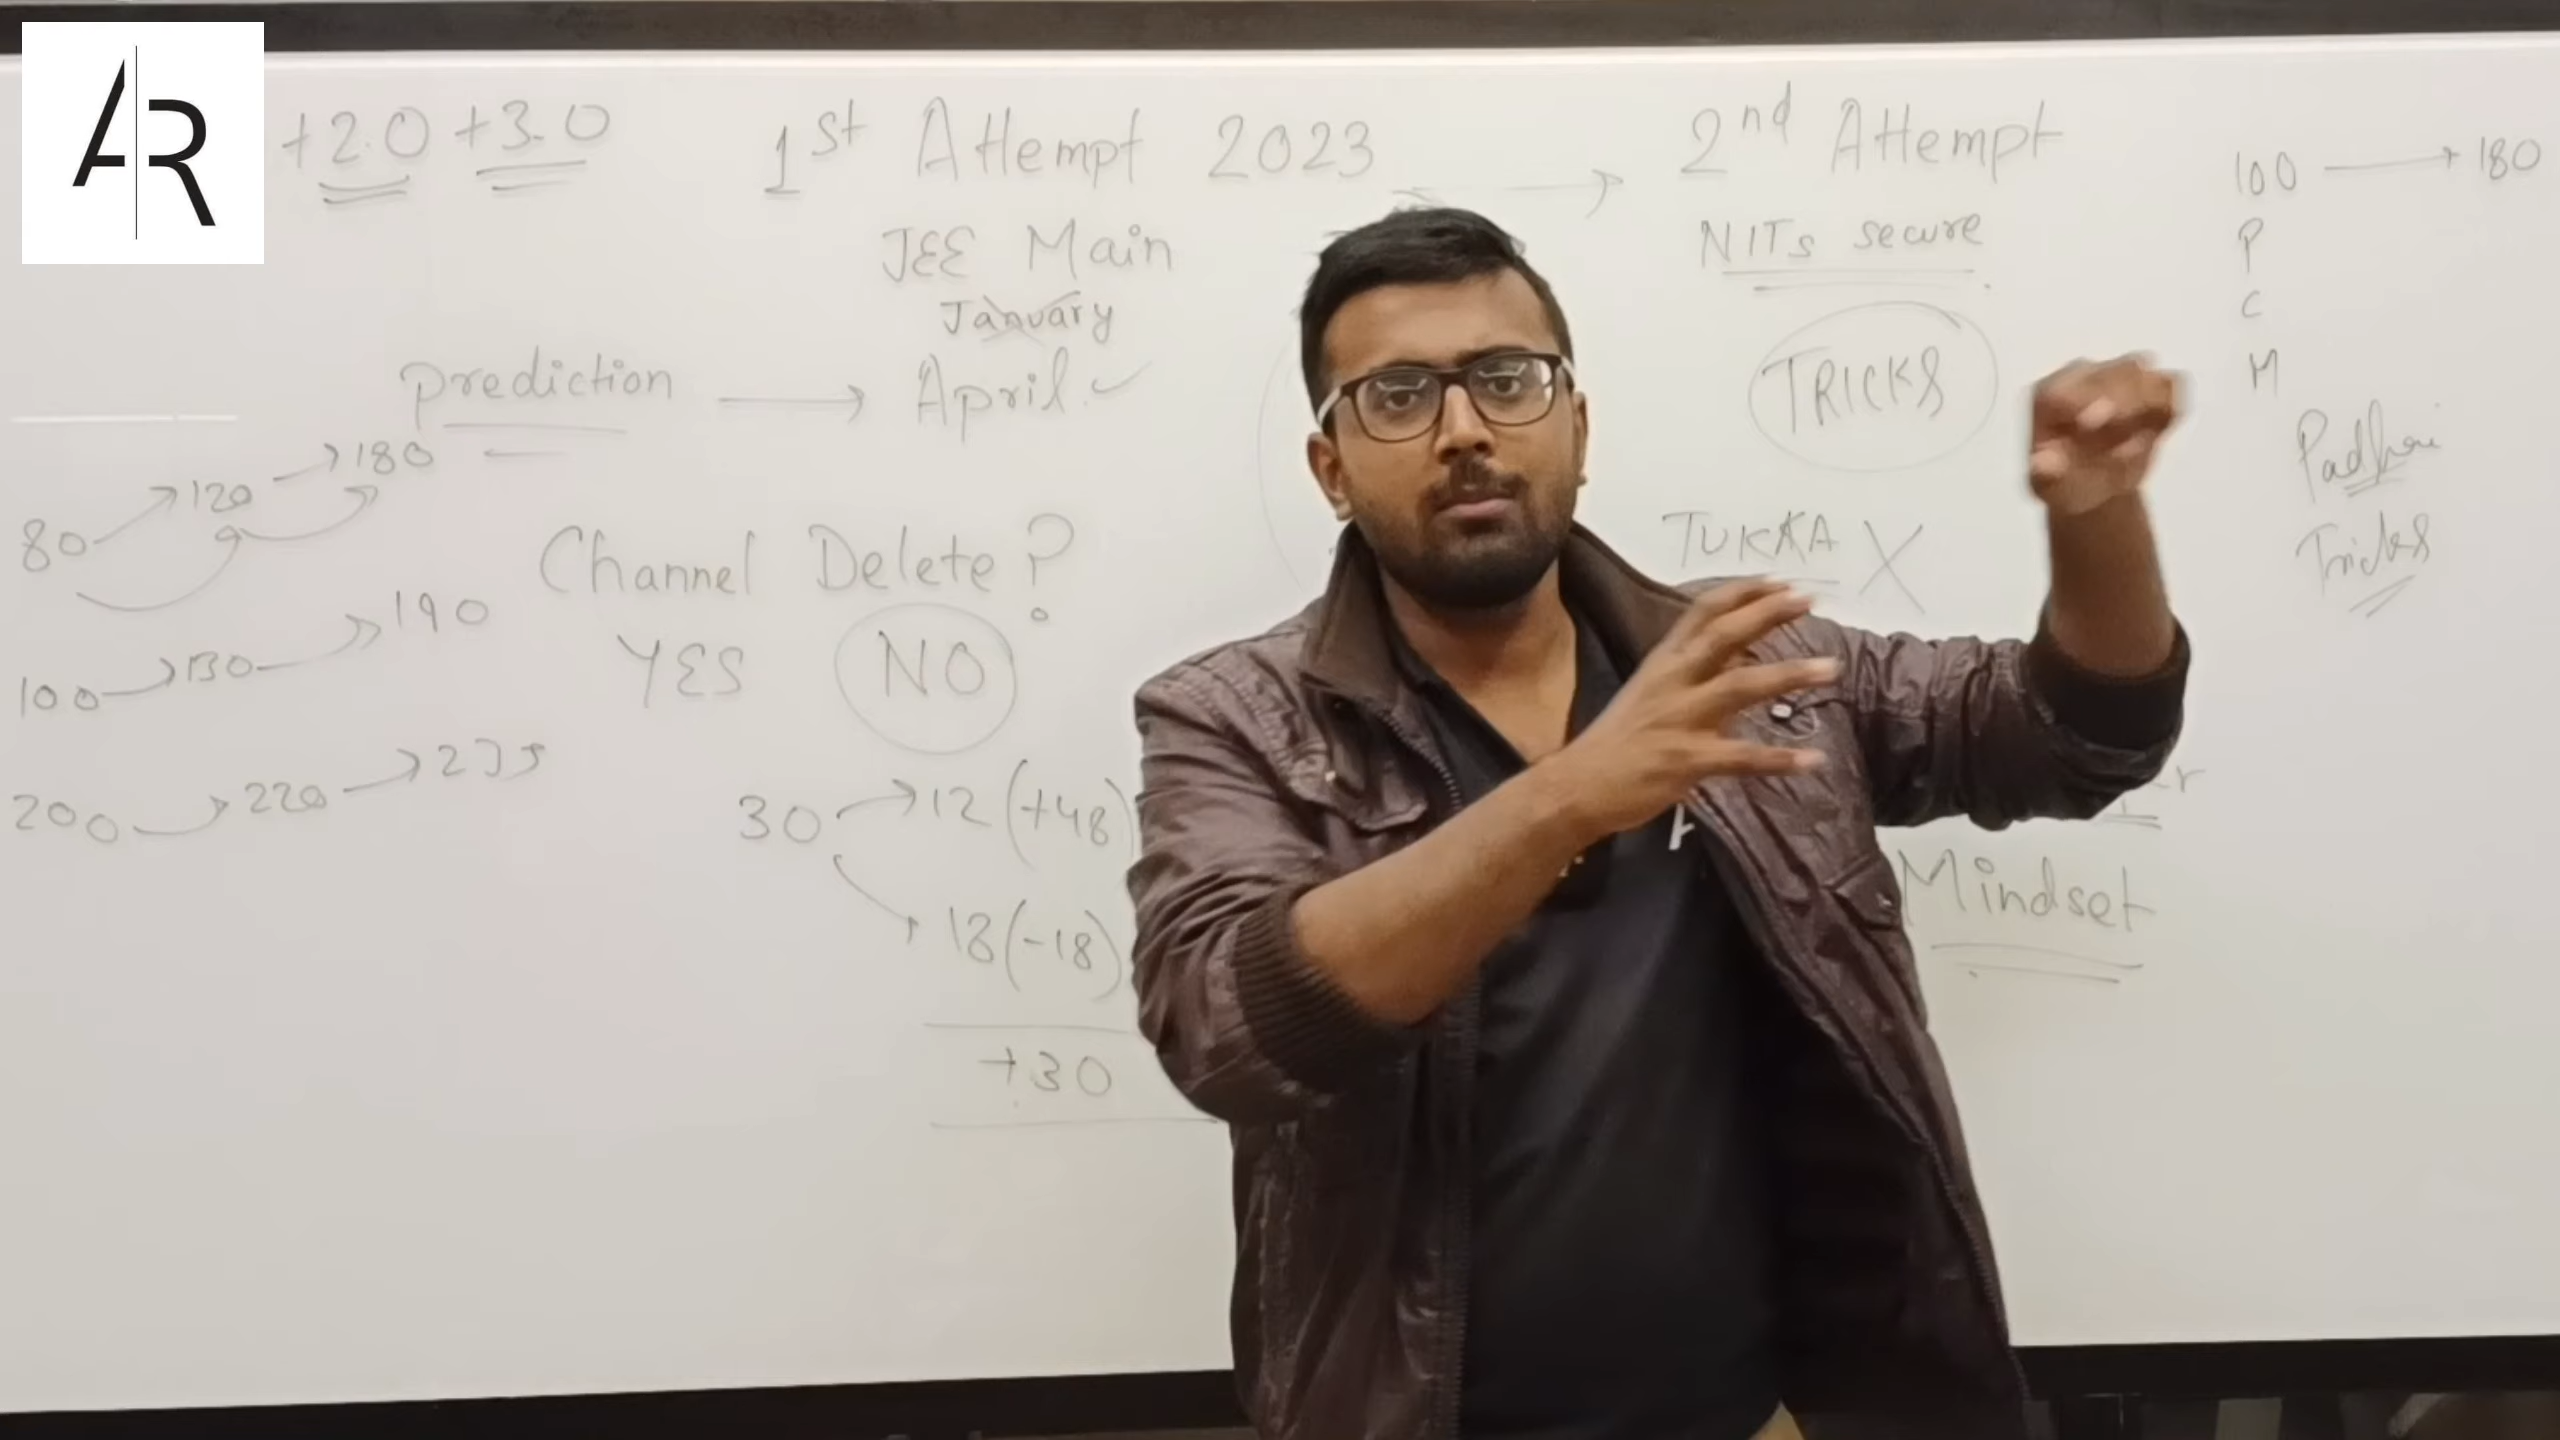 AR
+2.0 +3.0
1st Attempt 2023
JEE Main
January
prediction → April ✓
80 → 120 → 180
100 → 130 → 190
200 → 220 → 235
Channel Delete?
YES NO
30 → 12 (+48)
18 (-18)
+30
2nd Attempt
NITs secure
TRICKS
TUKKA X
Mindset
100 → 180
P
C
M
Padhai
Tricks